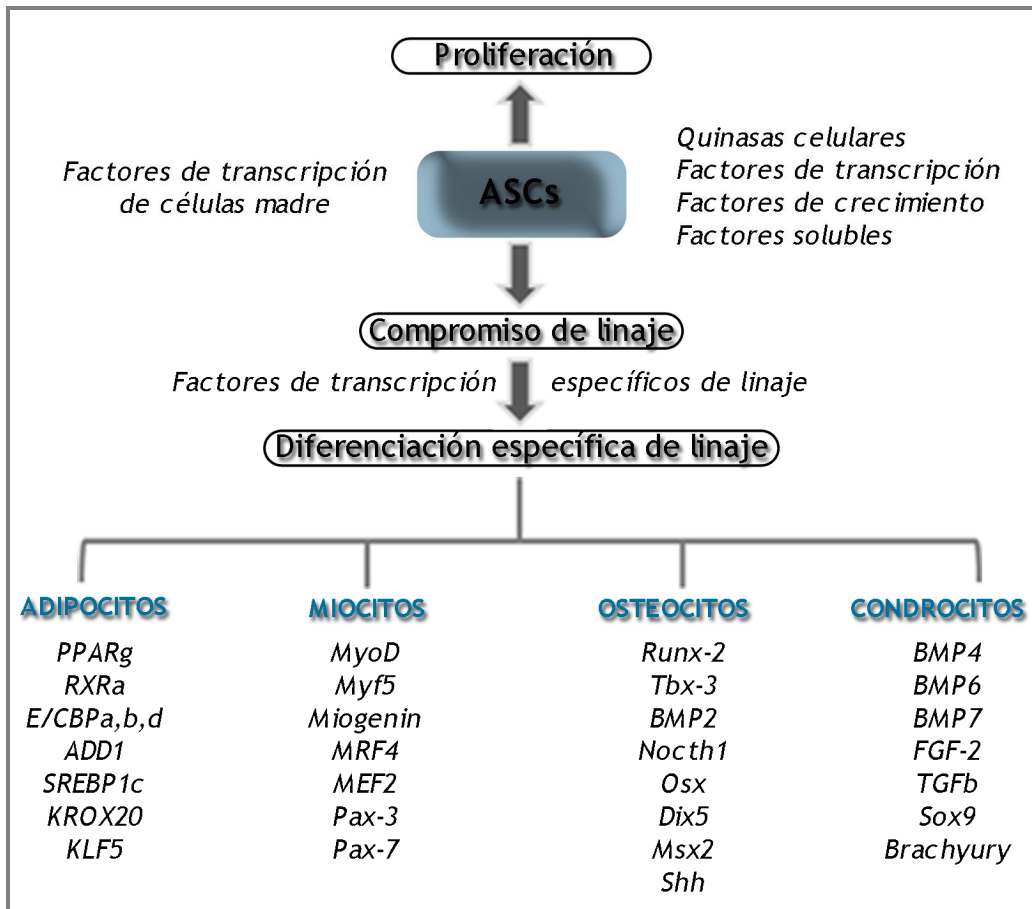 Proliferación
Factores de transcripción
de células madre
ASCs
Quinasas celulares
Factores de transcripción
Factores de crecimiento
Factores solubles
Compromiso de linaje
Factores de transcripción específicos de linaje
Diferenciación específica de linaje
ADIPOCITOS
PPARg
RXRa
E/CBPa,b,d
ADD1
SREBP1c
KROX20
KLF5
MIOCITOS
MyoD
Myf5
Miogenin
MRF4
MEF2
Pax-3
Pax-7
OSTEOCITOS
Runx-2
Tbx-3
BMP2
Nocth1
Osx
Dix5
Msx2
Shh
CONDROCITOS
BMP4
BMP6
BMP7
FGF-2
TGFb
Sox9
Brachyury